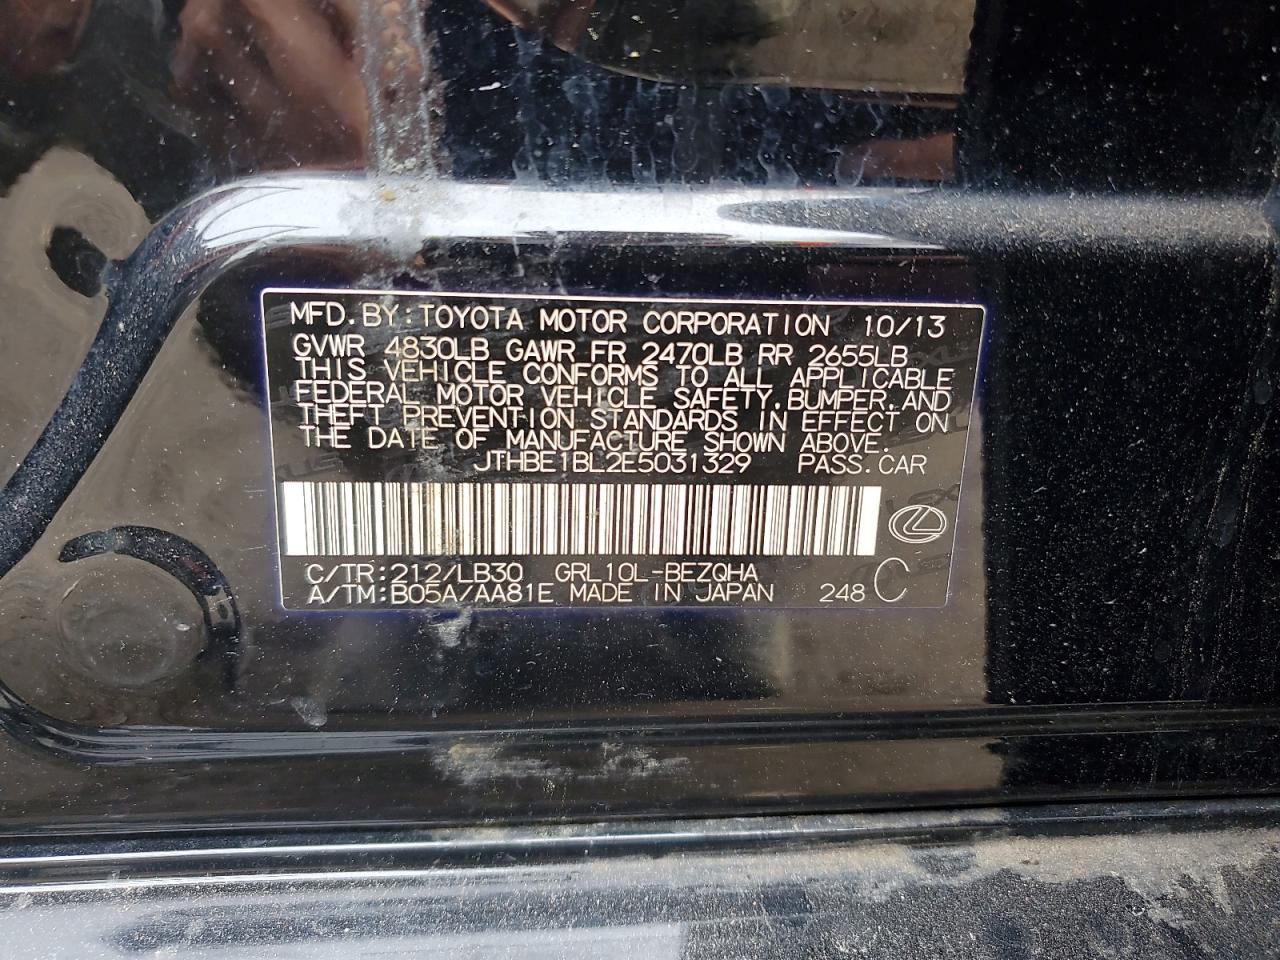 MFD.BY:TOYOTA MOTOR CORPORATION 10/13
GVWR 4830LB GAWR FR 2470LB RR 2655LB
THIS VEHICLE CONFORMS TO ALL APPLICABLE
FEDERAL MOTOR VEHICLE SAFETY,BUMPER,AND
THEFT PREVENTION STANDARDS IN EFFECT ON
THE DATE OF MANUFACTURE SHOWN ABOVE.
JTHBE1BL2E5031329 PASS.CAR
C/TR:212/LB30 GRL10L-BEZQHA
A/TM:B05A/AA81E MADE IN JAPAN 248 C